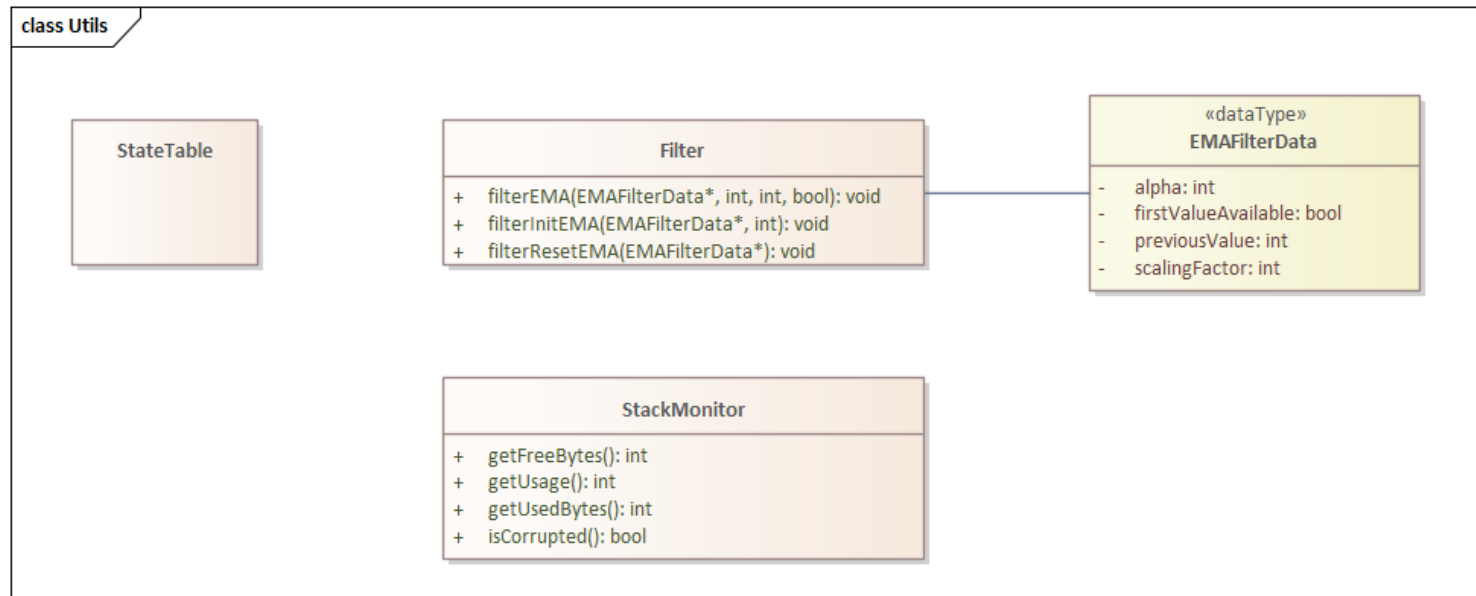 class Utils
StateTable
Filter
+ filterEMA(EMAFilterData*, int, int, bool): void
+ filterInitEMA(EMAFilterData*, int): void
+ filterResetEMA(EMAFilterData*): void
«dataType»
EMAFilterData
- alpha: int
- firstValueAvailable: bool
- previousValue: int
- scalingFactor: int
StackMonitor
+ getFreeBytes(): int
+ getUsage(): int
+ getUsedBytes(): int
+ isCorrupted(): bool